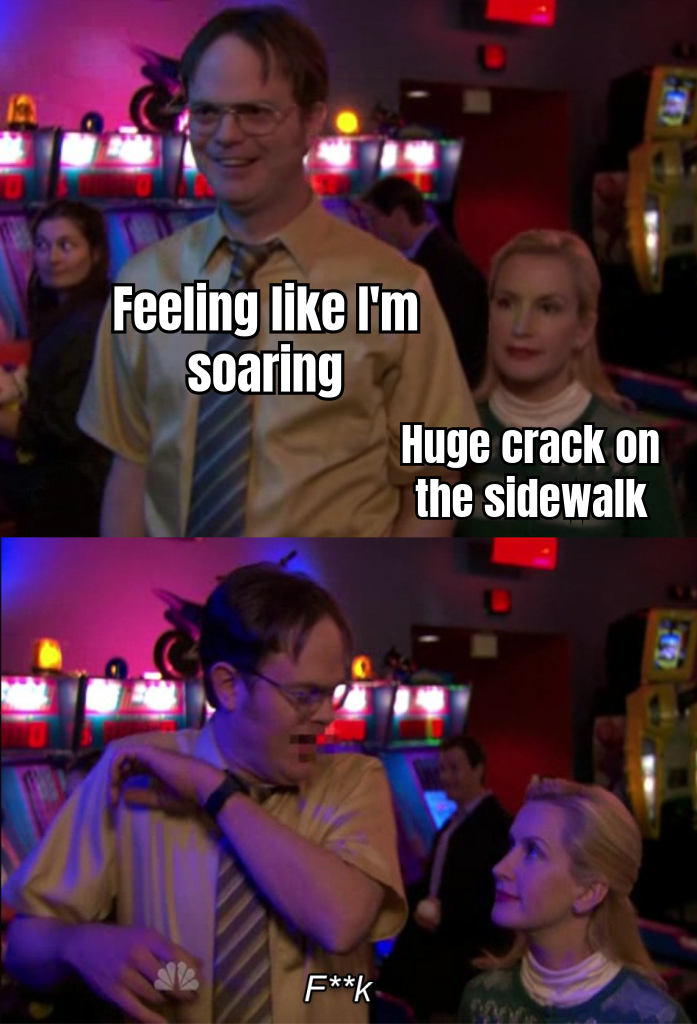 Feeling like I'm
soaring
Huge crack on
the sidewalk
F**k